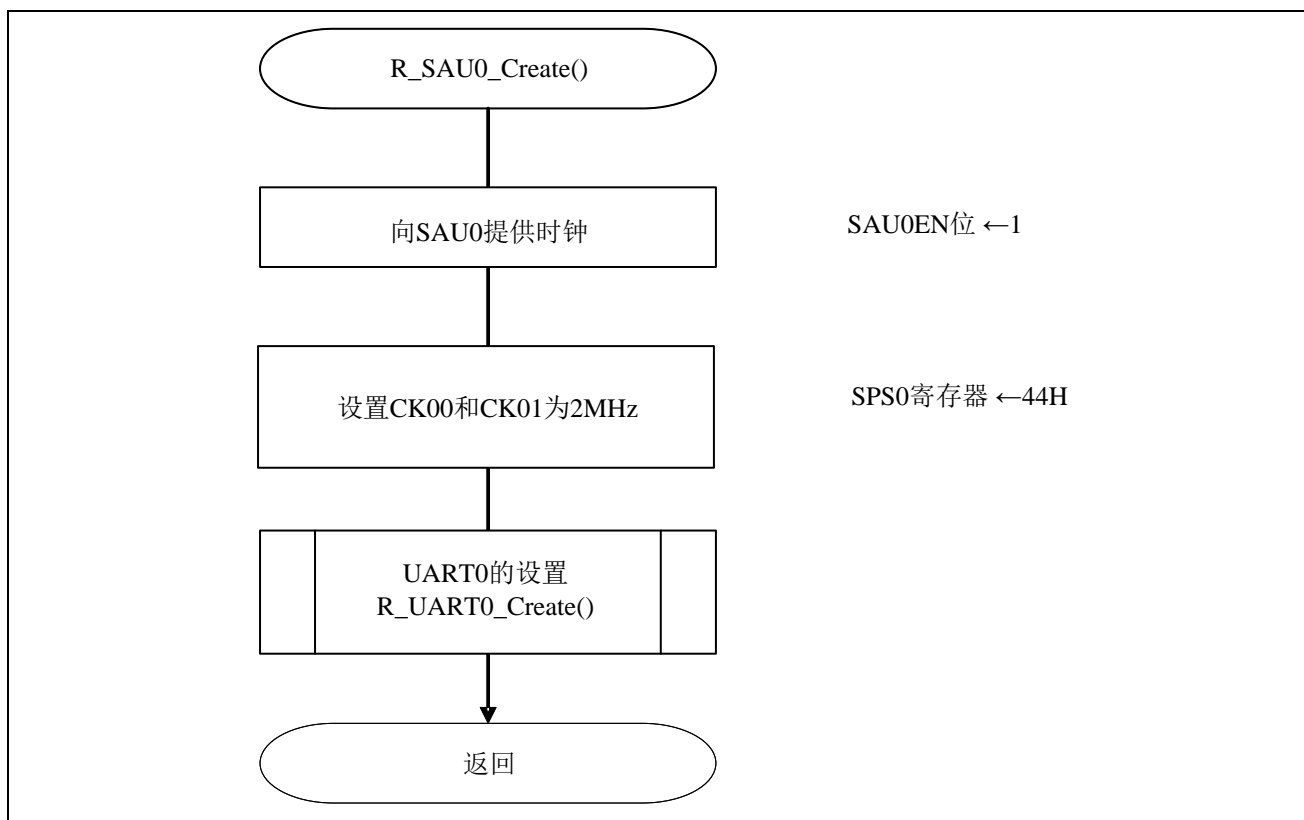 R_SAU0_Create()
向SAU0提供时钟
SAU0EN位 ←1
设置CK00和CK01为2MHz
SPS0寄存器 ←44H
UART0的设置
R_UART0_Create()
返回